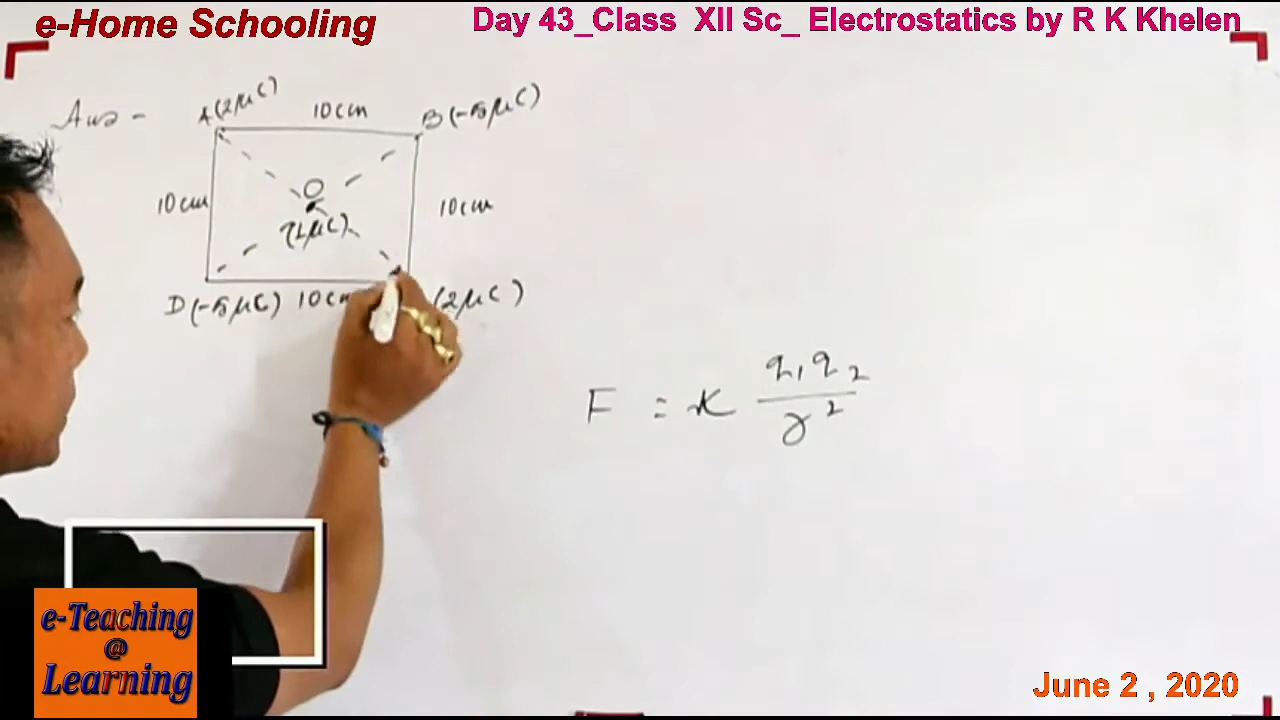 e-Home Schooling
Day 43_Class XII Sc_ Electrostatics by R K Khelen
Ans - A(2μC) 10cm B(-5μC)
10cm O 10cm
(1μC)
D(-5μC) 10cm (2μC)
F = K q1q2 / r2
e-Teaching
@
Learning
June 2 , 2020